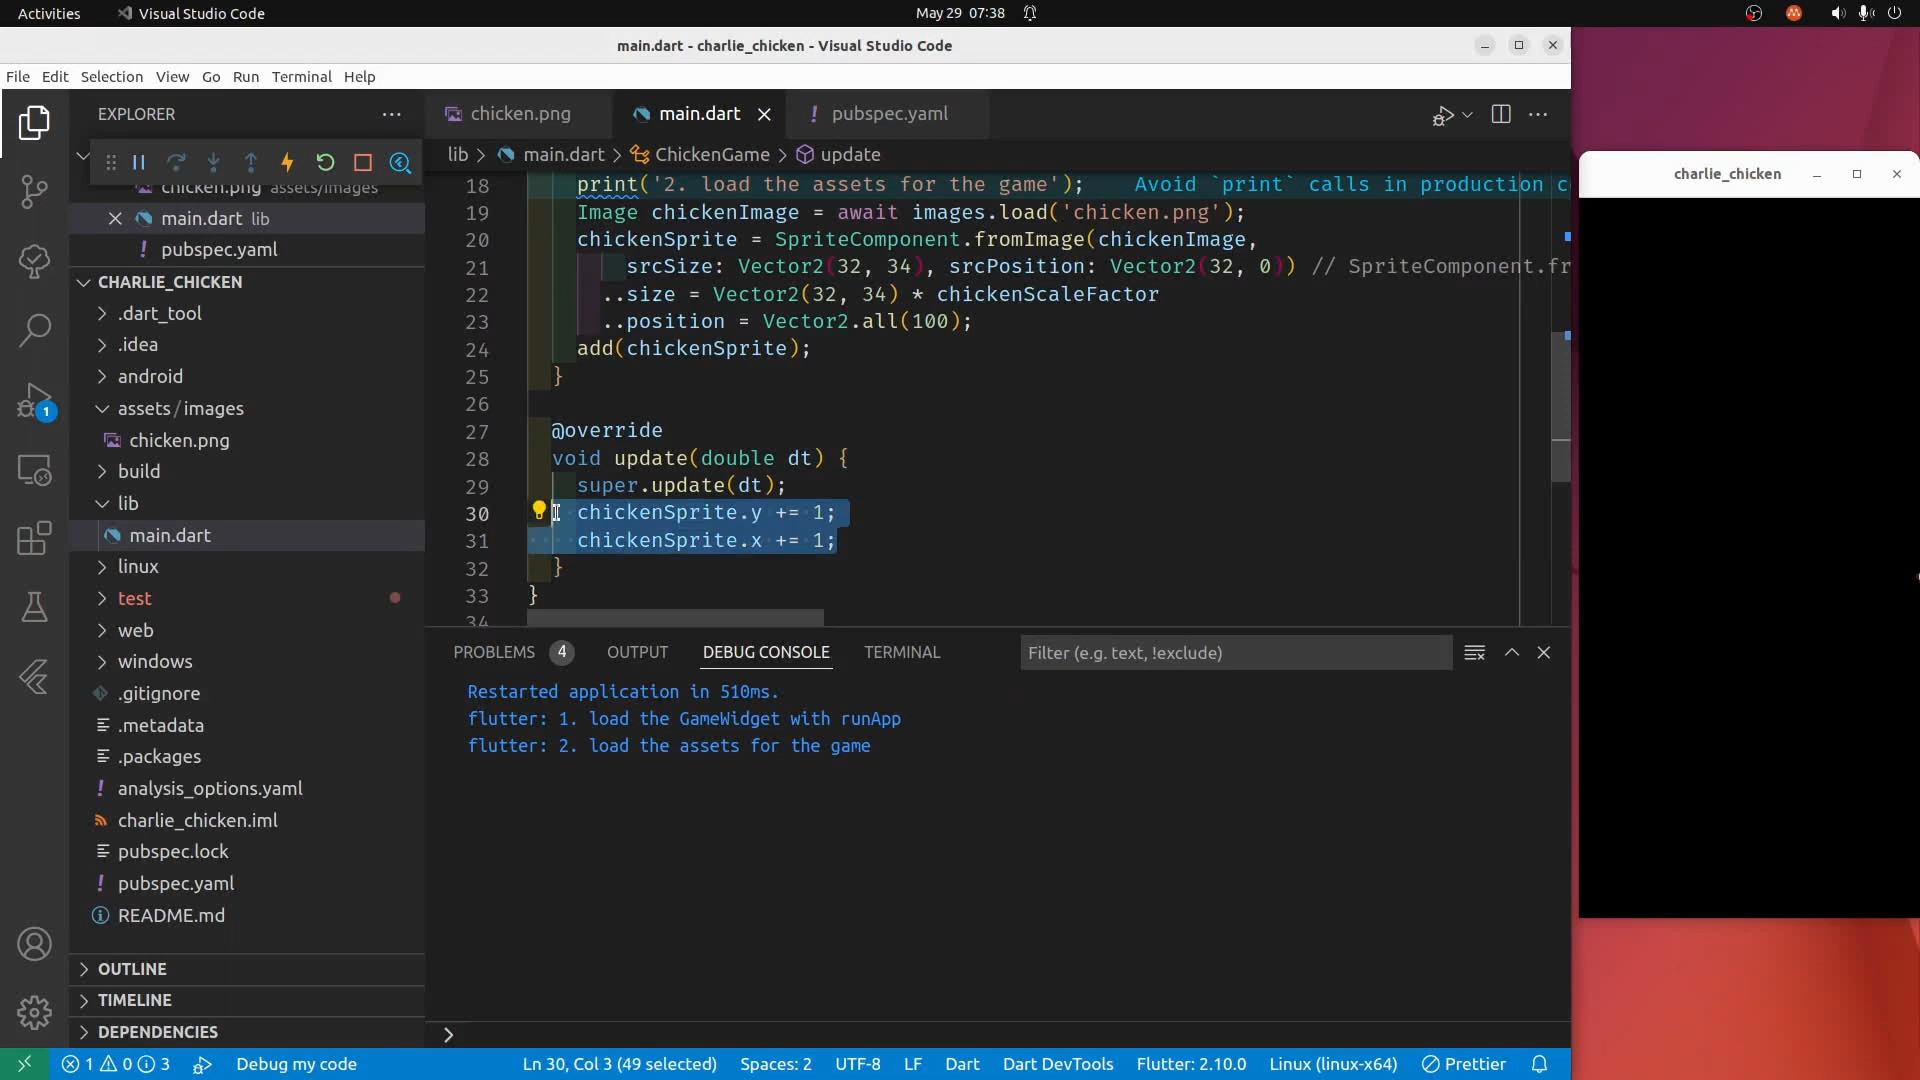 Activities
Visual Studio Code
May 29 07:38
main.dart - charlie_chicken - Visual Studio Code
File Edit Selection View Go Run Terminal Help
EXPLORER
chicken.png
main.dart
pubspec.yaml
lib > main.dart > ChickenGame > update
chicken.png assets/images
main.dart lib
pubspec.yaml
CHARLIE_CHICKEN
.dart_tool
.idea
android
assets/images
chicken.png
build
lib
main.dart
linux
test
web
windows
.gitignore
.metadata
.packages
analysis_options.yaml
charlie_chicken.iml
pubspec.lock
pubspec.yaml
README.md
OUTLINE
TIMELINE
DEPENDENCIES
1
18 print('2. load the assets for the game'); Avoid `print` calls in production c
19 Image chickenImage = await images.load('chicken.png');
20 chickenSprite = SpriteComponent.fromImage(chickenImage,
21 srcSize: Vector2(32, 34), srcPosition: Vector2(32, 0)) // SpriteComponent.fr
22 ..size = Vector2(32, 34) * chickenScaleFactor
23 ..position = Vector2.all(100);
24 add(chickenSprite);
25 }
26
27 @override
28 void update(double dt) {
29 super.update(dt);
30 chickenSprite.y += 1;
31 chickenSprite.x += 1;
32 }
33 }
34
PROBLEMS 4 OUTPUT DEBUG CONSOLE TERMINAL
Filter (e.g. text, !exclude)
Restarted application in 510ms.
flutter: 1. load the GameWidget with runApp
flutter: 2. load the assets for the game
1 0 3 Debug my code
Ln 30, Col 3 (49 selected) Spaces: 2 UTF-8 LF Dart Dart DevTools Flutter: 2.10.0 Linux (linux-x64) Prettier
charlie_chicken